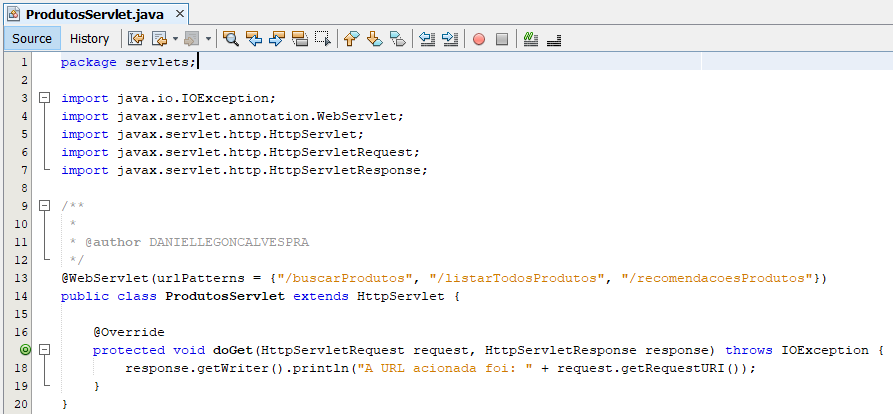 ProdutosServlet.java
Source History
1 package servlets;
2
3 import java.io.IOException;
4 import javax.servlet.annotation.WebServlet;
5 import javax.servlet.http.HttpServlet;
6 import javax.servlet.http.HttpServletRequest;
7 import javax.servlet.http.HttpServletResponse;
8
9 /**
10 *
11 * @author DANIELLEGONCALVESPRA
12 */
13 @WebServlet(urlPatterns = {"/buscarProdutos", "/listarTodosProdutos", "/recomendacoesProdutos"})
14 public class ProdutosServlet extends HttpServlet {
15
16 @Override
protected void doGet(HttpServletRequest request, HttpServletResponse response) throws IOException {
18 response.getWriter().println("A URL acionada foi: " + request.getRequestURI());
19 }
20 }